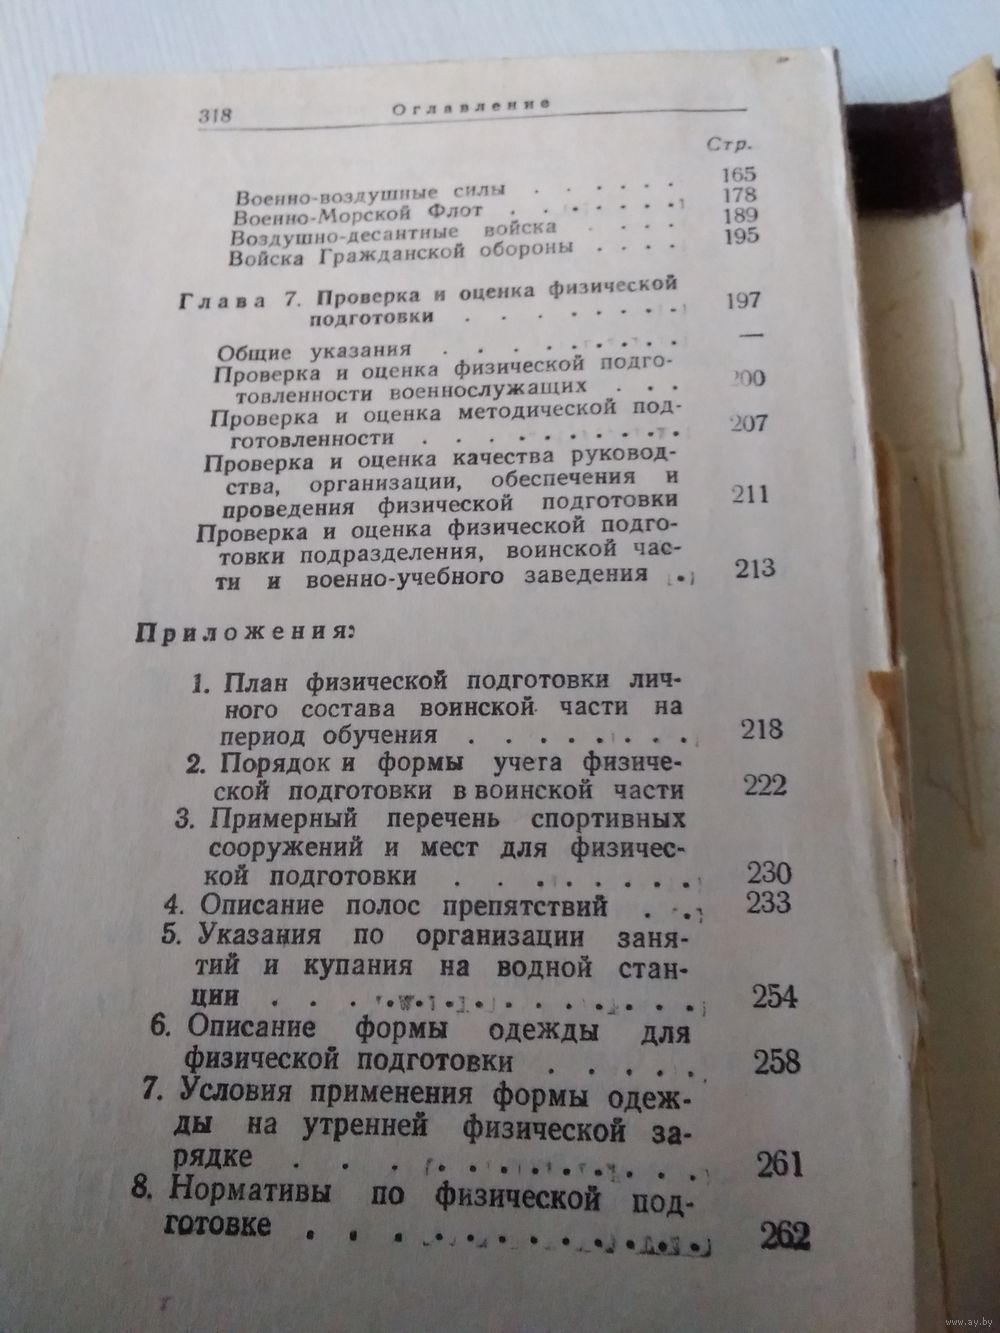 318 Оглавление
Стр.
Военно-воздушные силы . . . . . . 165
Военно-Морской Флот . . . . . . . 178
Воздушно-десантные войска . . . . 189
Войска Гражданской обороны . . . . 195
Глава 7. Проверка и оценка физической
подготовки . . . . . . . . 197
Общие указания . . . . . . . . . —
Проверка и оценка физической подго-
товленности военнослужащих . . . 200
Проверка и оценка методической под-
готовленности . . . . . . . . . 207
Проверка и оценка качества руковод-
ства, организации, обеспечения и
проведения физической подготовки 211
Проверка и оценка физической подго-
товки подразделения, воинской час-
ти и военно-учебного заведения . 213
Приложения:
1. План физической подготовки лич-
ного состава воинской части на
период обучения . . . . . . . . 218
2. Порядок и формы учета физиче-
ской подготовки в воинской части 222
3. Примерный перечень спортивных
сооружений и мест для физичес-
кой подготовки . . . . . . . . 230
4. Описание полос препятствий . . . 233
5. Указания по организации заня-
тий и купания на водной стан-
ции . . . . . . . . . . . . . 254
6. Описание формы одежды для
физической подготовки . . . . . 258
7. Условия применения формы одеж-
ды на утренней физической за-
рядке . . . . . . . . . . . . 261
8. Нормативы по физической под-
готовке . . . . . . . . . . . . 262
www.ay.by